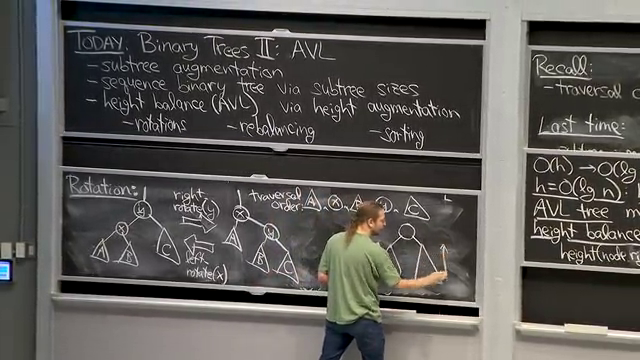 TODAY: Binary Trees II: AVL
- subtree augmentation
- sequence binary tree via subtree sizes
- height balance (AVL) via height augmentation
- rotations - rebalancing - sorting
Rotation:
right
rotate(y)
left
rotate(x)
y
x
A
B
C
x
A
y
B
C
traversal
order: A, x,
y, C
Recall:
- traversal
Last time:
O(h) → O(lg
h = O(lg n)
AVL tree
height balance
height(node.